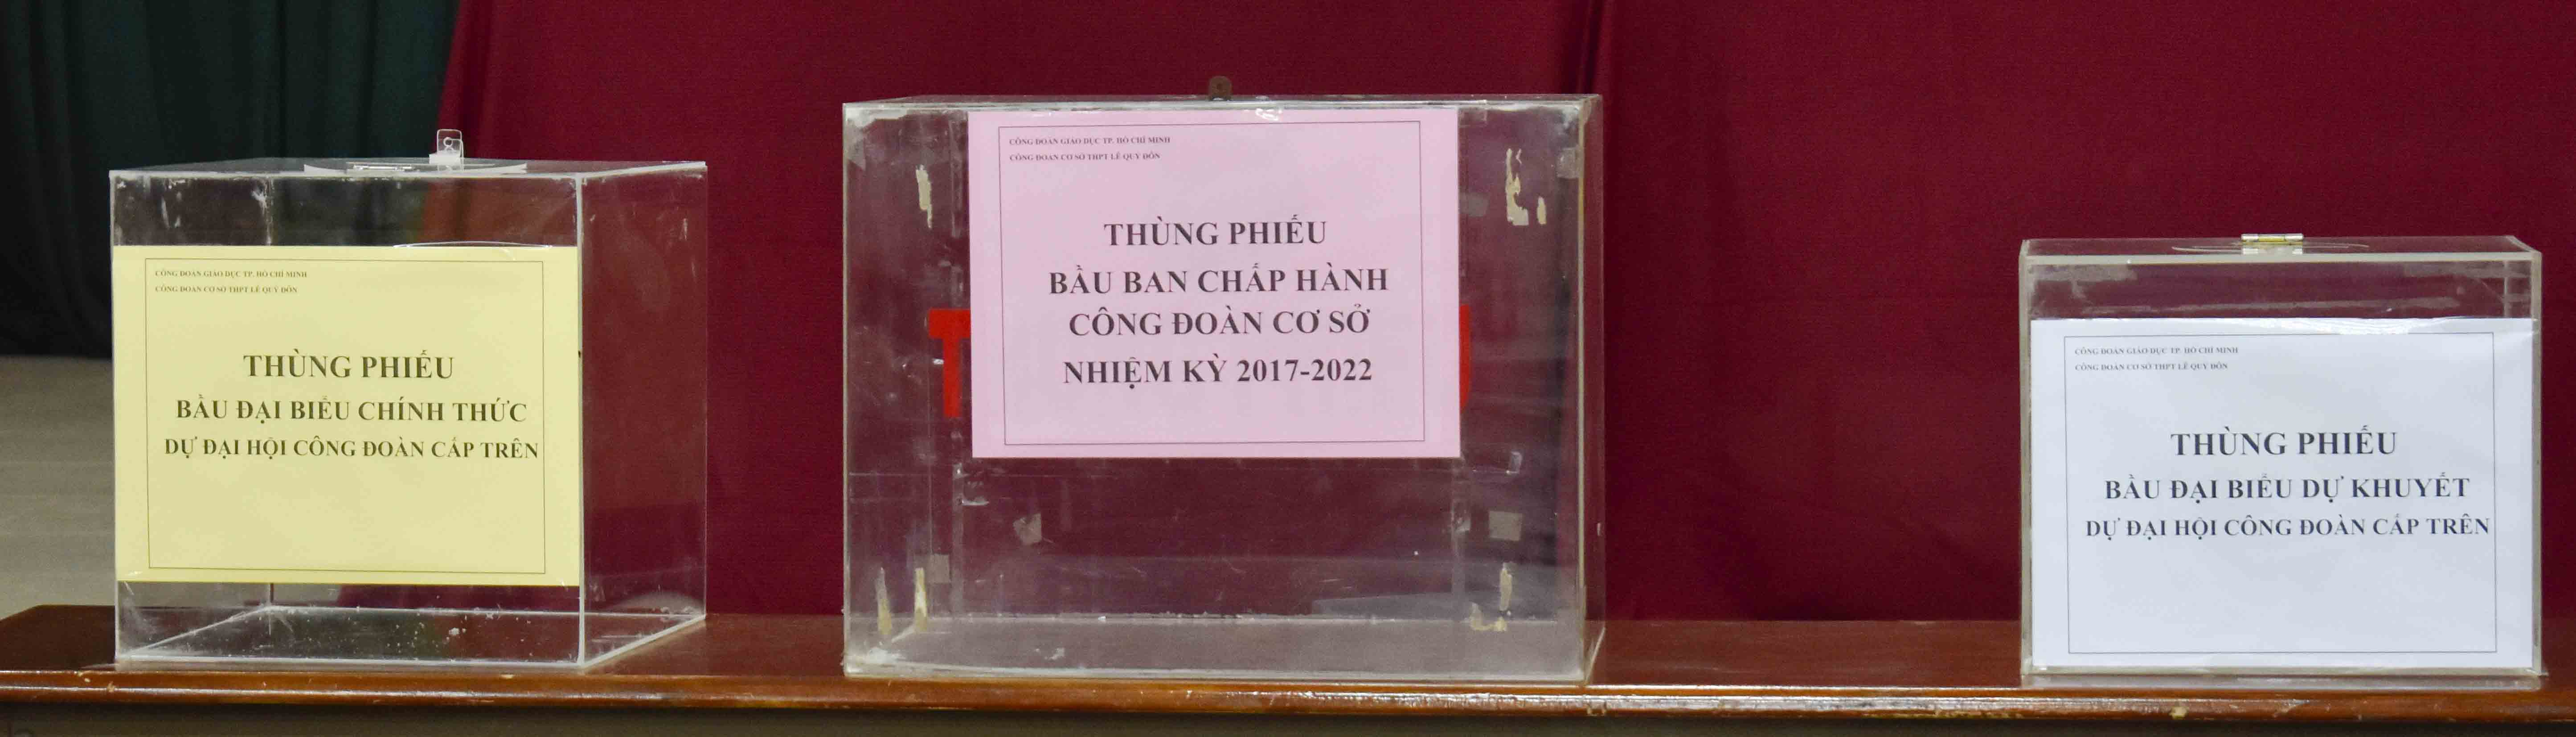 CÔNG ĐOÀN GIÁO DỤC TP. HỒ CHÍ MINH
CÔNG ĐOÀN CƠ SỞ THPT LÊ QUÝ ĐÔN
THÙNG PHIẾU
BẦU ĐẠI BIỂU CHÍNH THỨC
DỰ ĐẠI HỘI CÔNG ĐOÀN CẤP TRÊN
CÔNG ĐOÀN GIÁO DỤC TP. HỒ CHÍ MINH
CÔNG ĐOÀN CƠ SỞ THPT LÊ QUÝ ĐÔN
THÙNG PHIẾU
BẦU BAN CHẤP HÀNH
CÔNG ĐOÀN CƠ SỞ
NHIỆM KỲ 2017-2022
CÔNG ĐOÀN GIÁO DỤC TP. HỒ CHÍ MINH
CÔNG ĐOÀN CƠ SỞ THPT LÊ QUÝ ĐÔN
THÙNG PHIẾU
BẦU ĐẠI BIỂU DỰ KHUYẾT
DỰ ĐẠI HỘI CÔNG ĐOÀN CẤP TRÊN